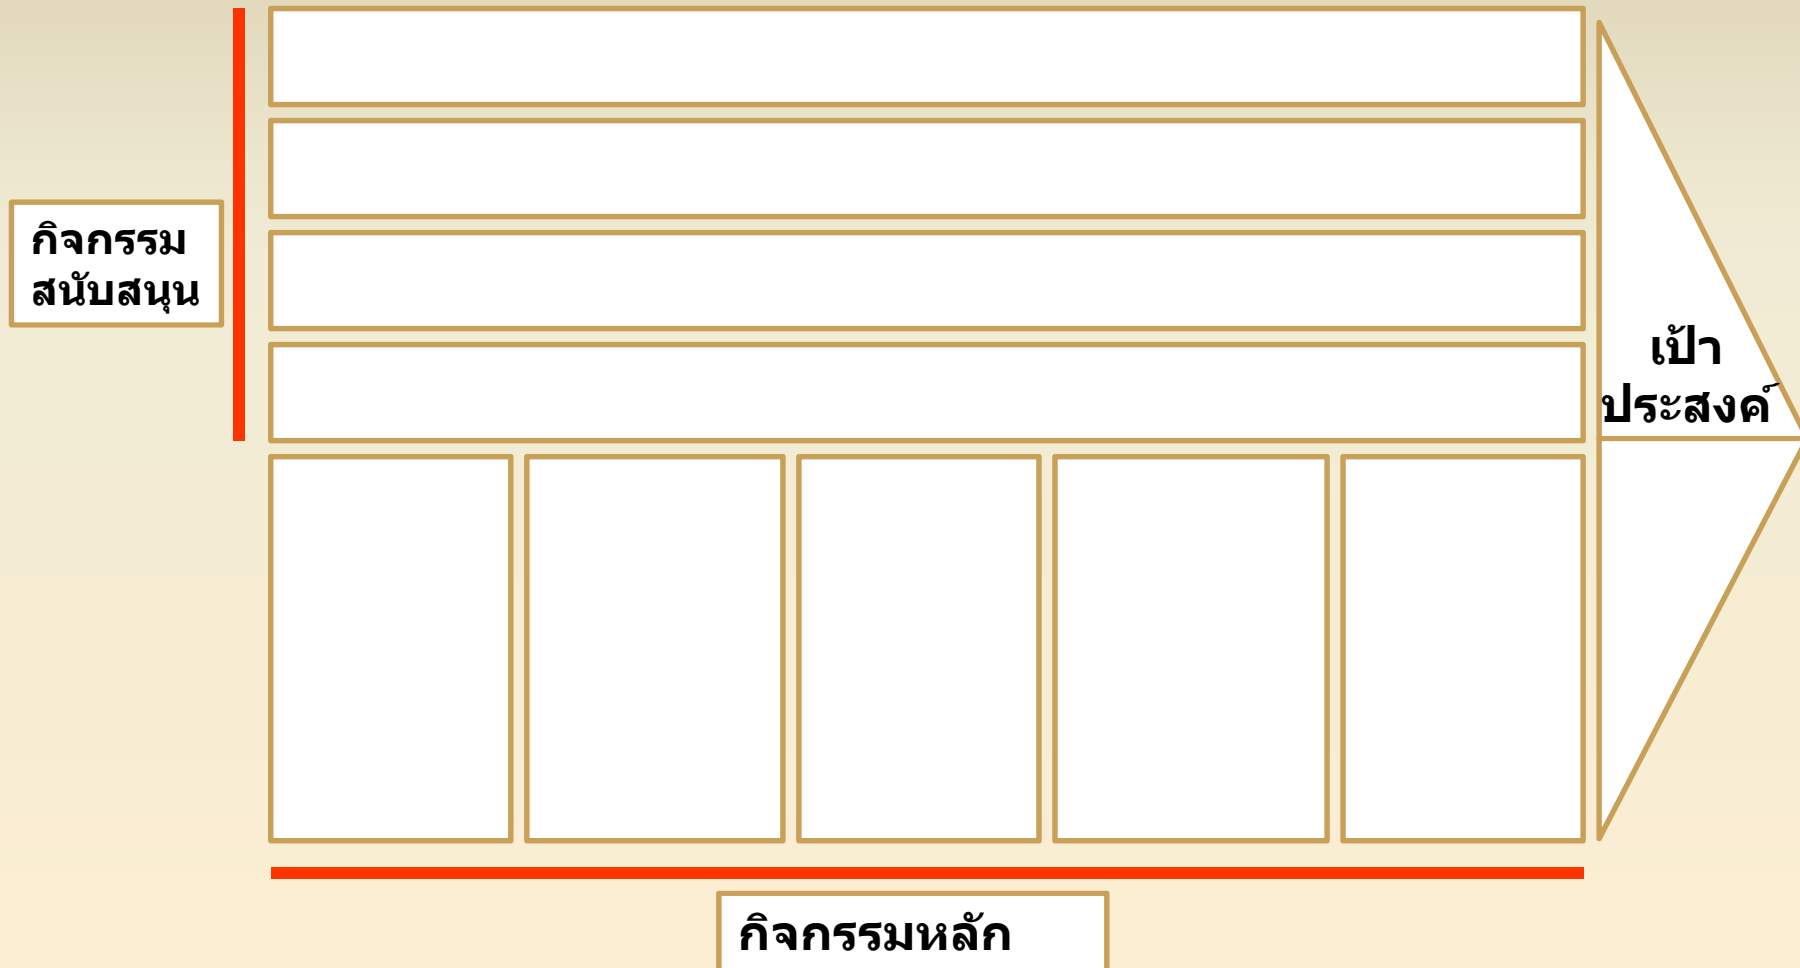 กิจกรรม
สนับสนุน
เป้า
ประสงค์
กิจกรรมหลัก